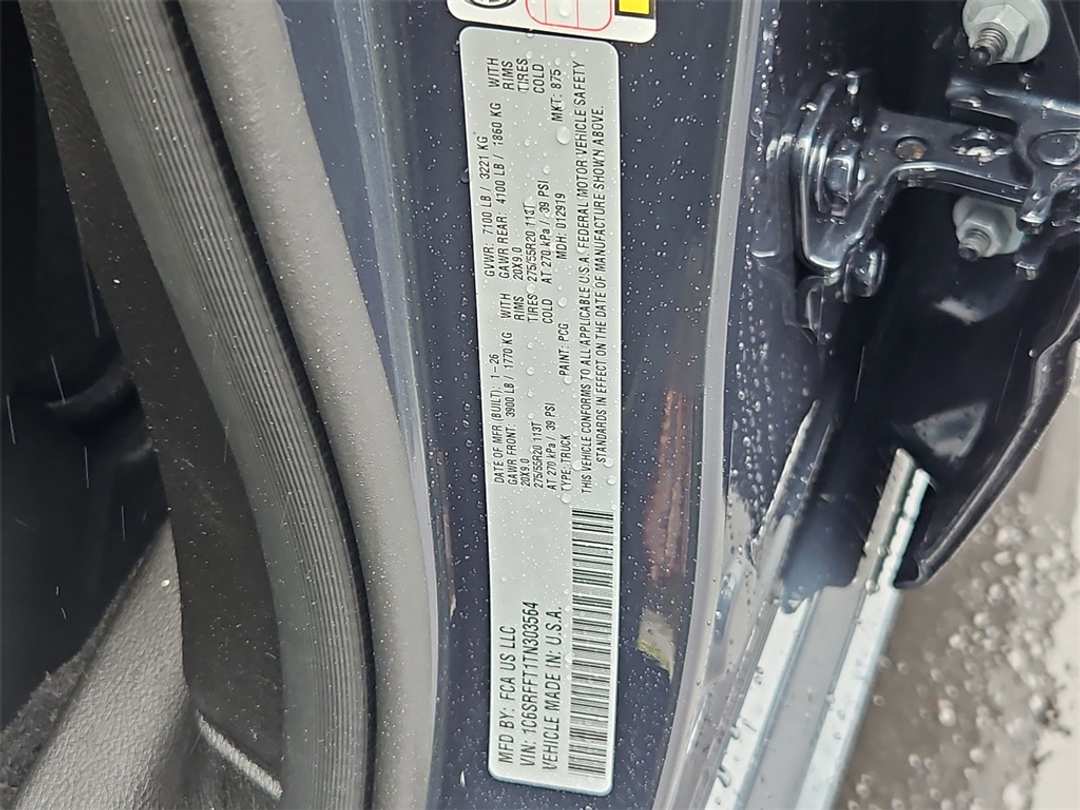 MFD BY: FCA US LLC
VIN: 1C6SRFFT1TN303564
VEHICLE MADE IN: U.S.A.
DATE OF MFR (BUILT): 1-26 GVWR: 7100 LB / 3221 KG
GAWR FRONT: 3900 LB / 1770 KG WITH GAWR REAR: 4100 LB / 1860 KG WITH
20X9.0 RIMS 20X9.0 RIMS
275/55R20 113T TIRES 275/55R20 113T TIRES
AT 270 kPa / 39 PSI COLD AT 270 kPa / 39 PSI COLD
TYPE: TRUCK PAINT: PCG MDH: 012919 MKT: 875
THIS VEHICLE CONFORMS TO ALL APPLICABLE U.S.A. FEDERAL MOTOR VEHICLE SAFETY
STANDARDS IN EFFECT ON THE DATE OF MANUFACTURE SHOWN ABOVE.